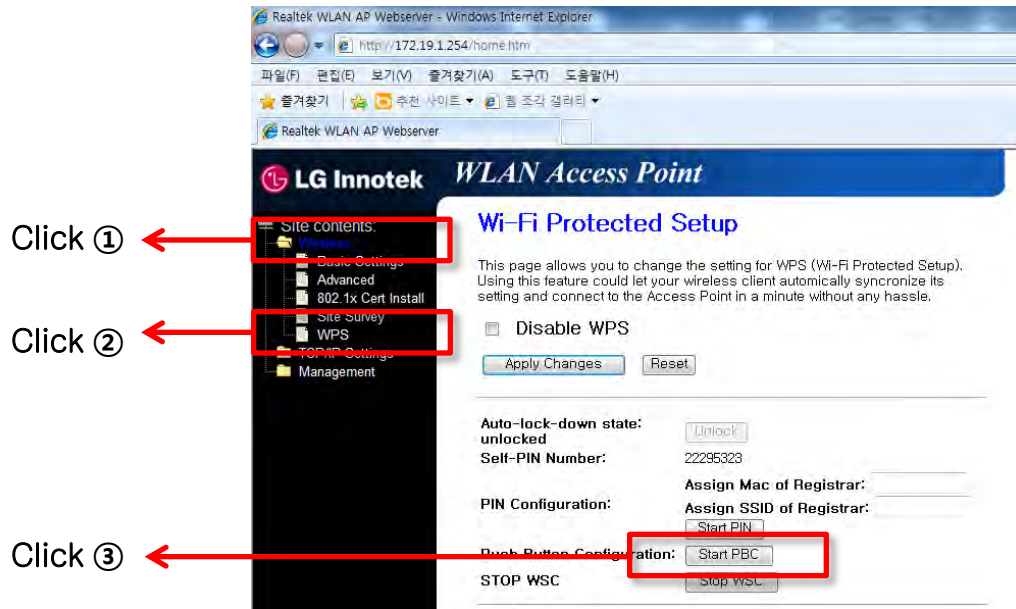 Realtek WLAN AP Webserver - Windows Internet Explorer
http://172.19.1.254/home.htm
파일(F) 편집(E) 보기(V) 즐겨찾기(A) 도구(T) 도움말(H)
즐겨찾기 추천 사이트 웹 조각 갤러리
Realtek WLAN AP Webserver
LG Innotek
WLAN Access Point
Click ①
Click ②
Click ③
Site contents:
Wireless
Basic Settings
Advanced
802.1x Cert Install
Site Survey
WPS
TCP/IP Settings
Management
Wi-Fi Protected Setup
This page allows you to change the setting for WPS (Wi-Fi Protected Setup).
Using this feature could let your wireless client automically syncronize its
setting and connect to the Access Point in a minute without any hassle.
Disable WPS
Apply Changes Reset
Auto-lock-down state:
unlocked
Unlock
Self-PIN Number: 22295323
PIN Configuration:
Assign Mac of Registrar:
Assign SSID of Registrar:
Start PIN
Push Button Configuration: Start PBC
STOP WSC Stop WSC